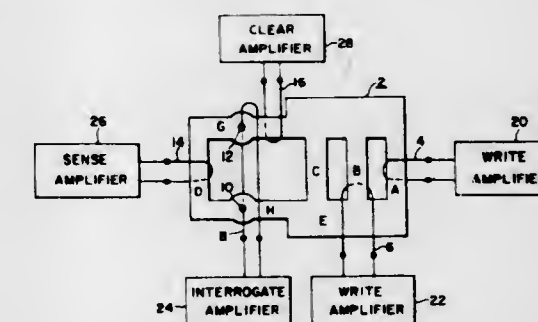 CLEAR
AMPLIFIER
28
16
2
26
G
20
14
12
4
SENSE
AMPLIFIER
C
B
WRITE
AMPLIFIER
D
A
10
H
E
8
6
INTERROGATE
AMPLIFIER
24
WRITE
AMPLIFIER
22